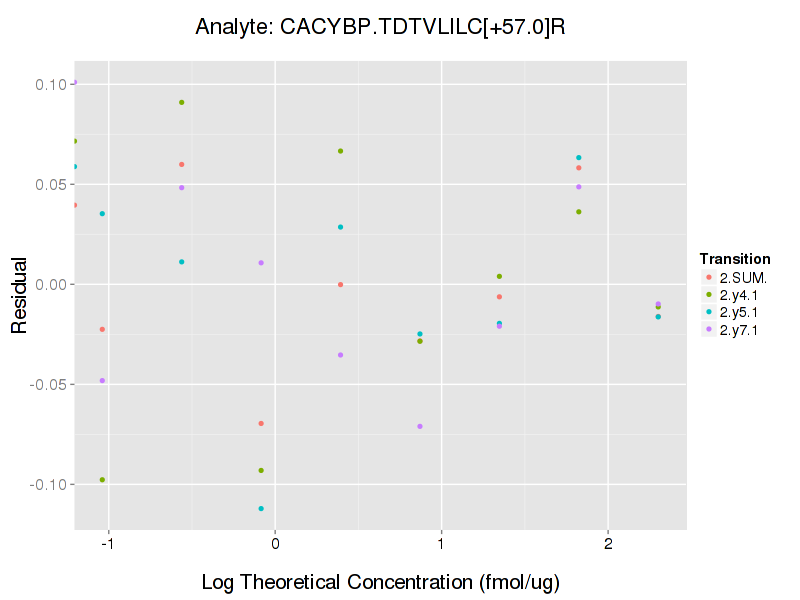 Analyte: CACYBP.TDTVLILC[+57.0]R
0.10
0.05
0.00
-0.05
-0.10
Residual
-1
0
1
2
Log Theoretical Concentration (fmol/ug)
Transition
2.SUM.
2.y4.1
2.y5.1
2.y7.1